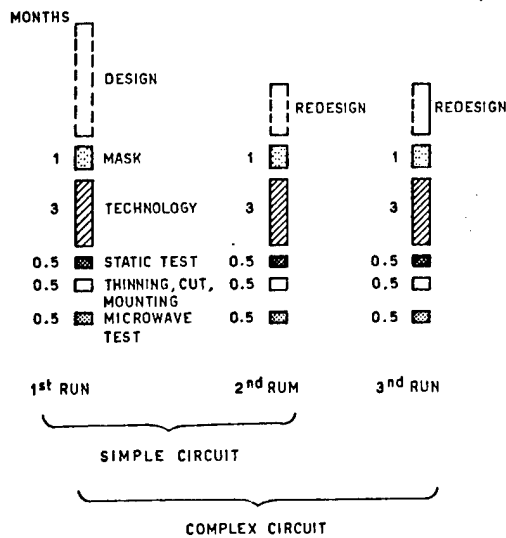 MONTHS
DESIGN
REDESIGN
REDESIGN
1 MASK 1 1
3 TECHNOLOGY 3 3
0.5 STATIC TEST 0.5 0.5
0.5 THINNING, CUT, 0.5 0.5
MOUNTING
0.5 MICROWAVE 0.5 0.5
TEST
1st RUN 2nd RUM 3nd RUN
SIMPLE CIRCUIT
COMPLEX CIRCUIT